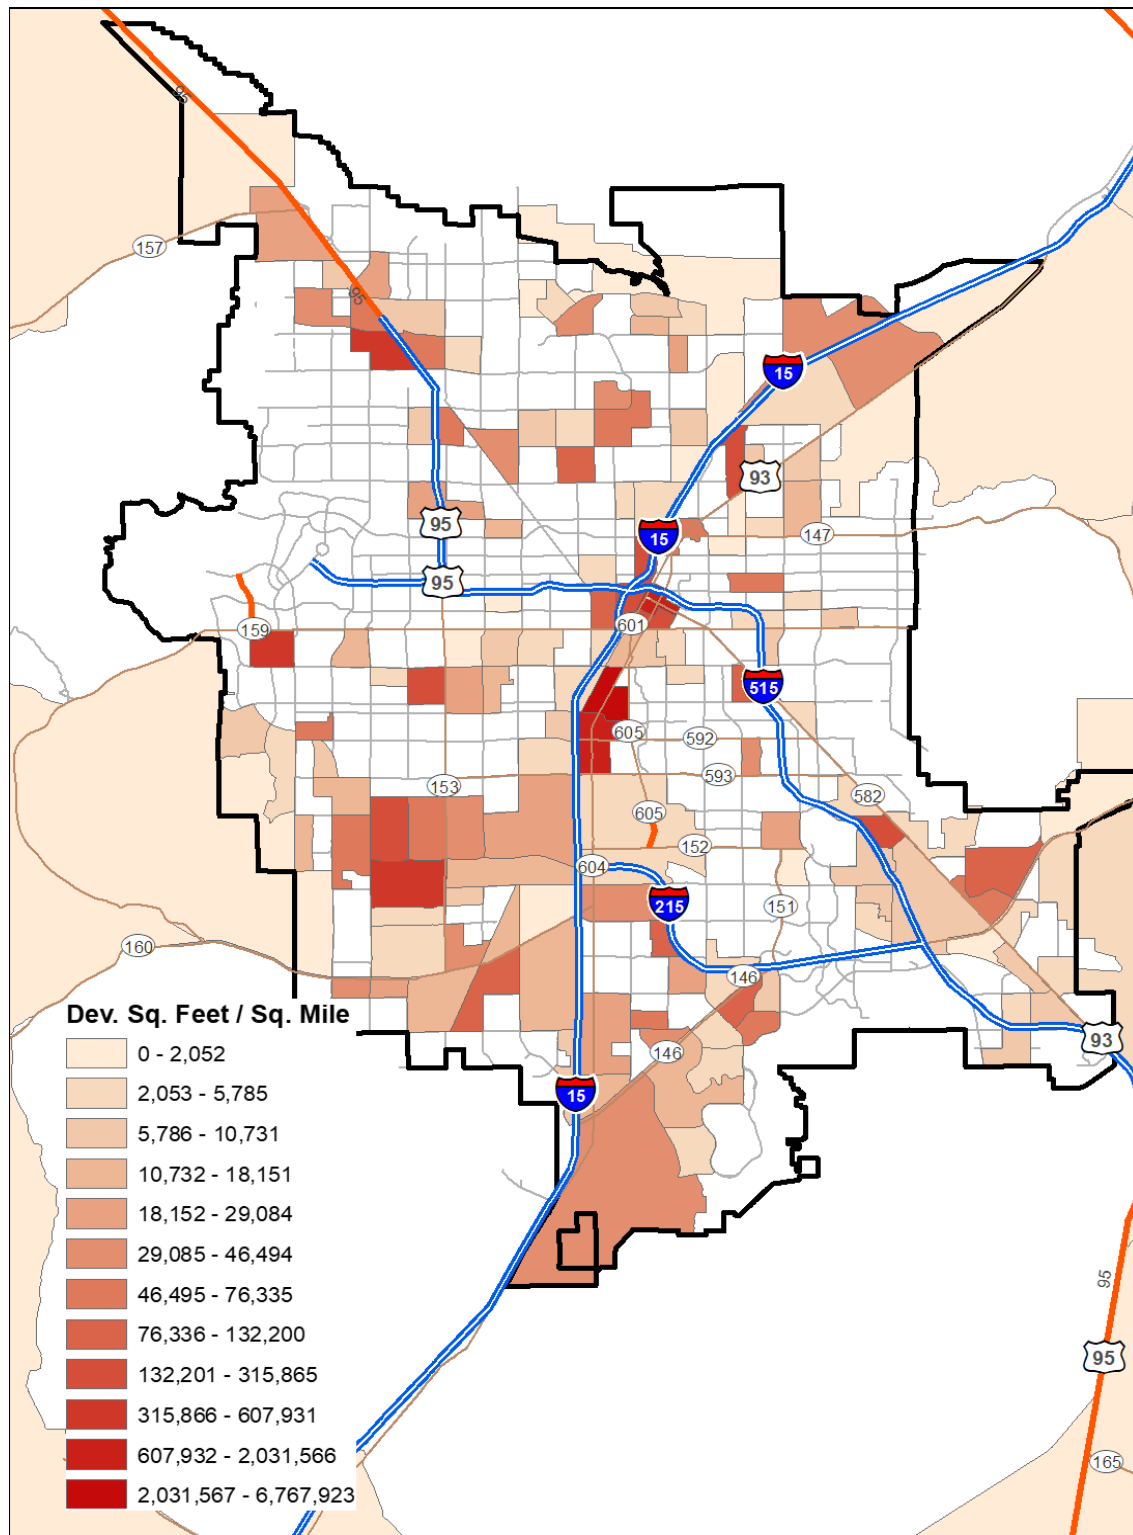 95
157
95
15
93
95
15
147
95
159
601
515
605
592
593
153
582
605
152
604
215
151
160
146
Dev. Sq. Feet / Sq. Mile
0 - 2,052
93
146
2,053 - 5,785
15
5,786 - 10,731
10,732 - 18,151
18,152 - 29,084
29,085 - 46,494
95
46,495 - 76,335
76,336 - 132,200
95
132,201 - 315,865
315,866 - 607,931
607,932 - 2,031,566
165
2,031,567 - 6,767,923